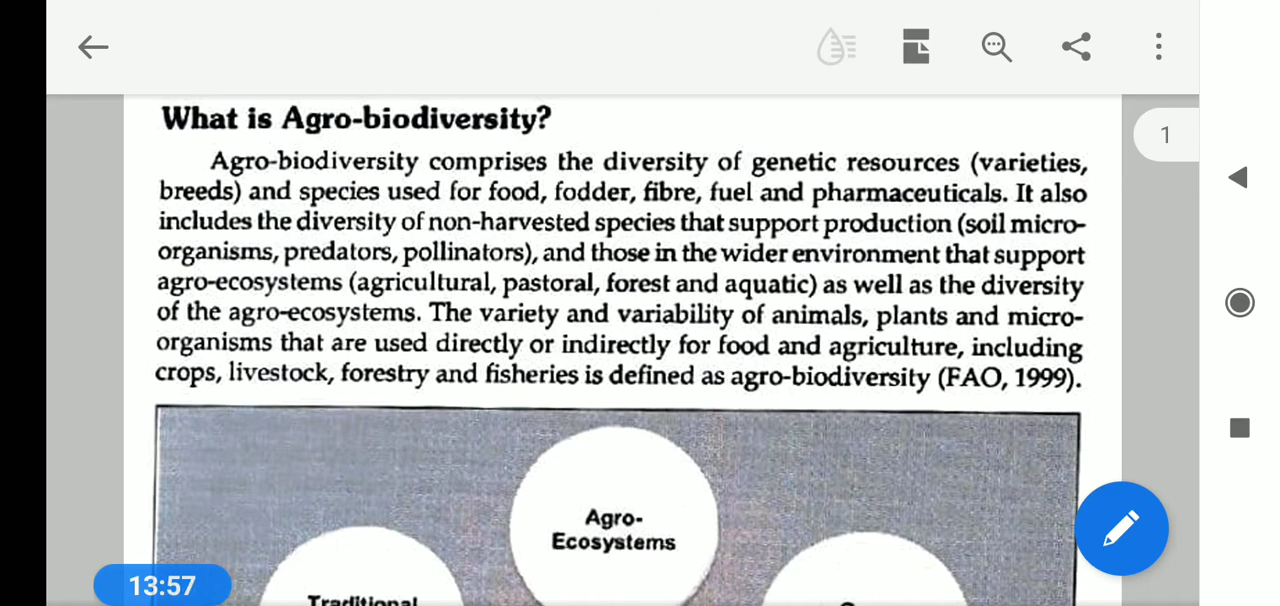 1
What is Agro-biodiversity?
Agro-biodiversity comprises the diversity of genetic resources (varieties,
breeds) and species used for food, fodder, fibre, fuel and pharmaceuticals. It also
includes the diversity of non-harvested species that support production (soil micro-
organisms, predators, pollinators), and those in the wider environment that support
agro-ecosystems (agricultural, pastoral, forest and aquatic) as well as the diversity
of the agro-ecosystems. The variety and variability of animals, plants and micro-
organisms that are used directly or indirectly for food and agriculture, including
crops, livestock, forestry and fisheries is defined as agro-biodiversity (FAO, 1999).
Agro-
Ecosystems
Traditional
13:57